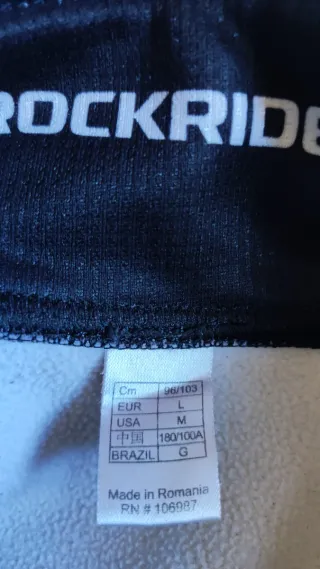 ROCKRIDE
Cm 96/103
EUR L
USA M
中国 180/100A
BRAZIL G
Made in Romania
RN # 106987